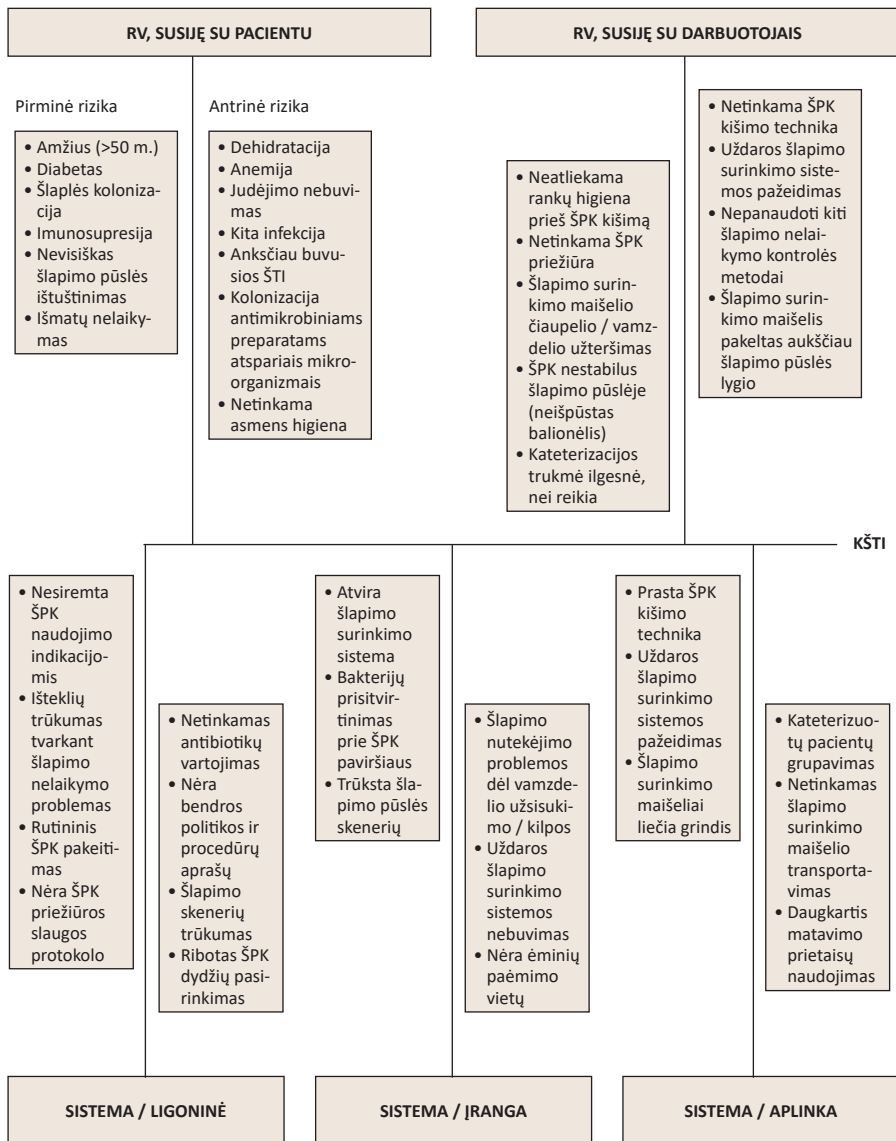 RV, SUSIJĘ SU PACIENTU
RV, SUSIJĘ SU DARBUOTOJAIS
Pirminė rizika
• Amžius (>50 m.)
• Diabetas
• Šlaplės koloniza-
cija
• Imunosupresija
• Nevisiškas
šlapimo pūslės
ištuštinimas
• Išmatų nelaiky-
mas
Antrinė rizika
• Dehidratacija
• Anemija
• Judėjimo nebuvi-
mas
• Kita infekcija
• Anksčiau buvu-
sios ŠTI
• Kolonizacija
antimikrobiniams
preparatams
atspariais mikro-
organizmais
• Netinkama
asmens higiena
• Neatliekama
rankų higiena
prieš ŠPK kišimą
• Netinkama ŠPK
priežiūra
• Šlapimo surin-
kimo maišelio
čiaupelio / vamz-
delio užteršimas
• ŠPK nestabilus
šlapimo pūslėje
(neišpūstas
balionėlis)
• Kateterizacijos
trukmė ilgesnė,
nei reikia
• Netinkama ŠPK
kišimo technika
• Uždaros šlapimo
surinkimo siste-
mos pažeidimas
• Nepanaudoti kiti
šlapimo nelai-
kymo kontrolės
metodai
• Šlapimo surin-
kimo maišelis
pakeltas aukščiau
šlapimo pūslės
lygio
KŠTI
• Nesiremta
ŠPK
naudojimo
indikacijo-
mis
• Išteklių
trūkumas
tvarkant
šlapimo
nelaikymo
problemas
• Rutininis
ŠPK pakeiti-
mas
• Nėra ŠPK
priežiūros
slaugos
protokolo
• Netinkamas
antibiotikų
vartojimas
• Nėra
bendros
politikos ir
procedūrų
aprašų
• Šlapimo
skenerių
trūkumas
• Ribotas ŠPK
dydžių pasi-
rinkimas
• Atvira
šlapimo
surinkimo
sistema
• Bakterijų
prisitvir-
tinimas
prie ŠPK
paviršiaus
• Trūksta šla-
pimo pūslės
skenerių
• Šlapimo
nutekėjimo
problemos
dėl vamzde-
lio užsisuki-
mo / kilpos
• Uždaros
šlapimo
surinkimo
sistemos
nebuvimas
• Nėra ėminių
paėmimo
vietų
• Prasta ŠPK
kišimo
technika
• Uždaros
šlapimo
surinkimo
sistemos
pažeidimas
• Šlapimo
surinkimo
maišeliai
liečia grindis
• Kateterizuo-
tų pacientų
grupavimas
• Netinkamas
šlapimo
surinkimo
maišelio
transporta-
vimas
• Daugkartis
matavimo
prietaisų
naudojimas
SISTEMA / LIGONINĖ
SISTEMA / ĮRANGA
SISTEMA / APLINKA